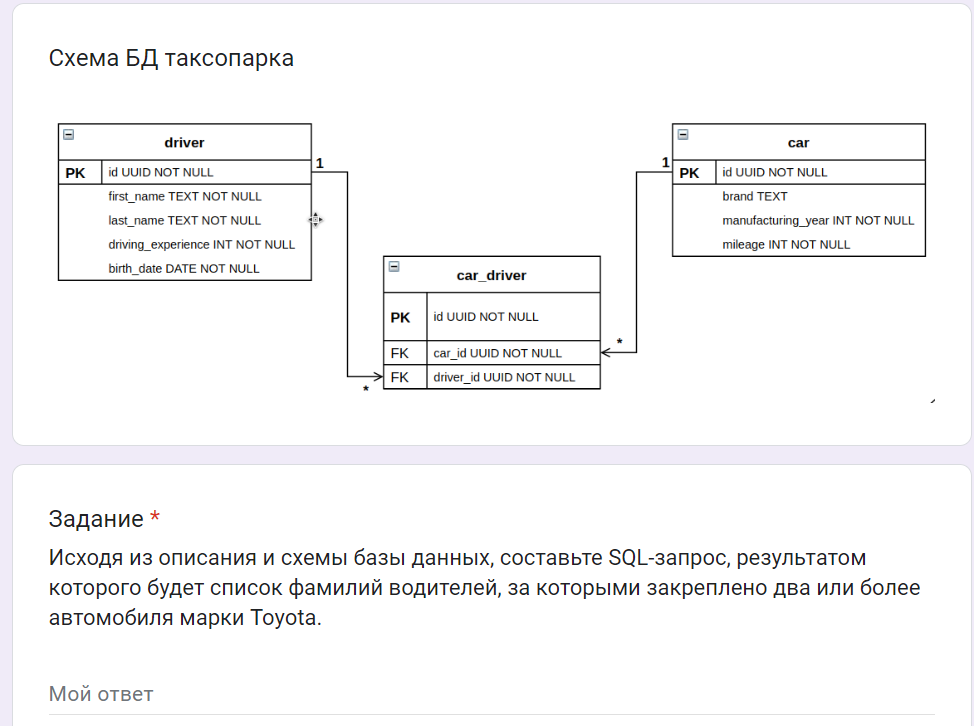 Схема БД таксопарка
driver
PK id UUID NOT NULL
first_name TEXT NOT NULL
last_name TEXT NOT NULL
driving_experience INT NOT NULL
birth_date DATE NOT NULL
1
*
car_driver
PK id UUID NOT NULL
FK car_id UUID NOT NULL
FK driver_id UUID NOT NULL
1
*
car
PK id UUID NOT NULL
brand TEXT
manufacturing_year INT NOT NULL
mileage INT NOT NULL
Задание *
Исходя из описания и схемы базы данных, составьте SQL-запрос, результатом
которого будет список фамилий водителей, за которыми закреплено два или более
автомобиля марки Toyota.
Мой ответ